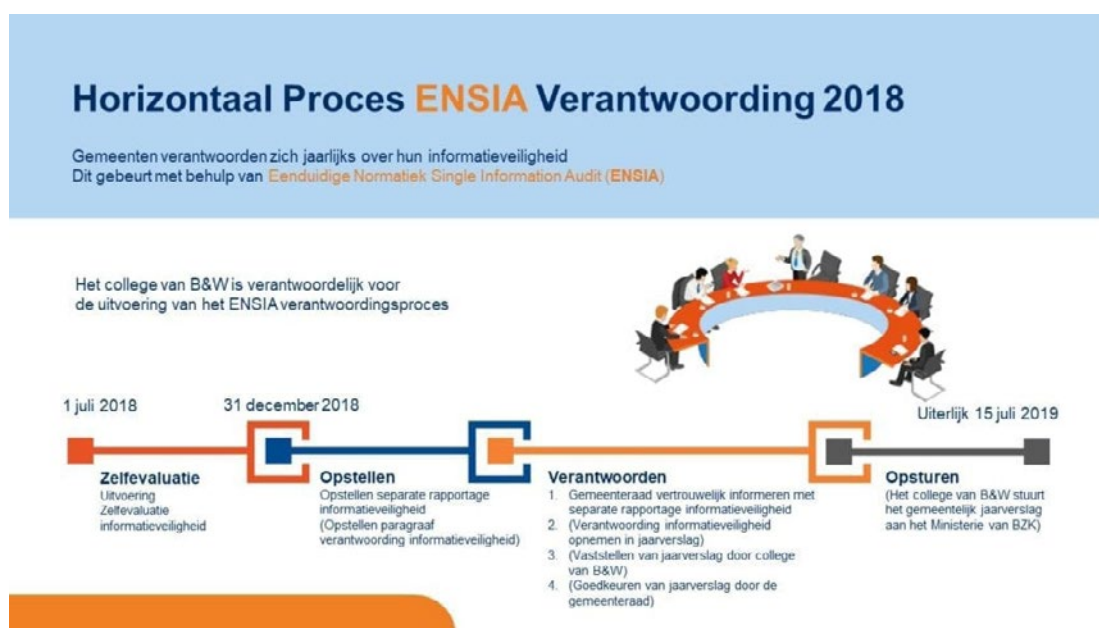 Horizontaal Proces ENSIA Verantwoording 2018
Gemeenten verantwoorden zich jaarlijks over hun informatieveiligheid
Dit gebeurt met behulp van Eenduidige Normatiek Single Information Audit (ENSIA)
Het college van B&W is verantwoordelijk voor
de uitvoering van het ENSIA verantwoordingsproces
1 juli 2018
31 december 2018
Uiterlijk 15 juli 2019
Zelfevaluatie
Uitvoering
Zelfevaluatie
informatieveiligheid
Opstellen
Opstellen separate rapportage
informatieveiligheid
(Opstellen paragraaf
verantwoording informatieveiligheid)
Verantwoorden
1. Gemeenteraad vertrouwelijk informeren met
separate rapportage informatieveiligheid
2. (Verantwoording informatieveiligheid
opnemen in jaarverslag)
3. (Vaststellen van jaarverslag door college
van B&W)
4. (Goedkeuren van jaarverslag door de
gemeenteraad)
Opsturen
(Het college van B&W stuurt
het gemeentelijk jaarverslag
aan het Ministerie van BZK)